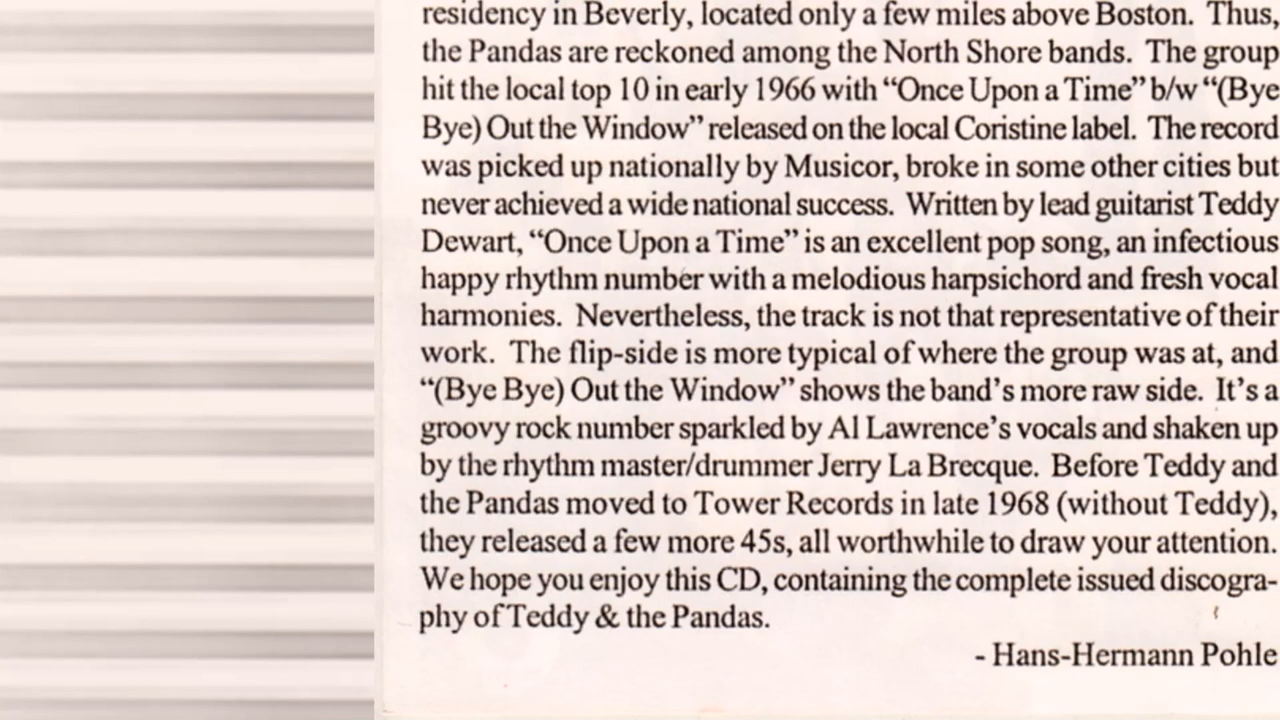 residency in Beverly, located only a few miles above Boston. Thus,
the Pandas are reckoned among the North Shore bands. The group
hit the local top 10 in early 1966 with “Once Upon a Time” b/w “(Bye
Bye) Out the Window” released on the local Coristine label. The record
was picked up nationally by Musicor, broke in some other cities but
never achieved a wide national success. Written by lead guitarist Teddy
Dewart, “Once Upon a Time” is an excellent pop song, an infectious
happy rhythm number with a melodious harpsichord and fresh vocal
harmonies. Nevertheless, the track is not that representative of their
work. The flip-side is more typical of where the group was at, and
“(Bye Bye) Out the Window” shows the band’s more raw side. It’s a
groovy rock number sparkled by Al Lawrence’s vocals and shaken up
by the rhythm master/drummer Jerry La Brecque. Before Teddy and
the Pandas moved to Tower Records in late 1968 (without Teddy),
they released a few more 45s, all worthwhile to draw your attention.
We hope you enjoy this CD, containing the complete issued discogra-
phy of Teddy & the Pandas.
- Hans-Hermann Pohle